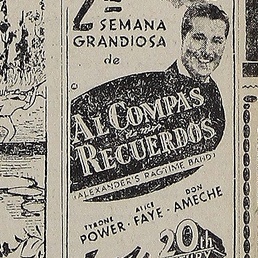 2ª
SEMANA
GRANDIOSA
de
AL COMPAS
de sus
RECUERDOS
(ALEXANDER'S RAGTIME BAND)
TYRONE ALICE DON
POWER · FAYE · AMECHE
20th